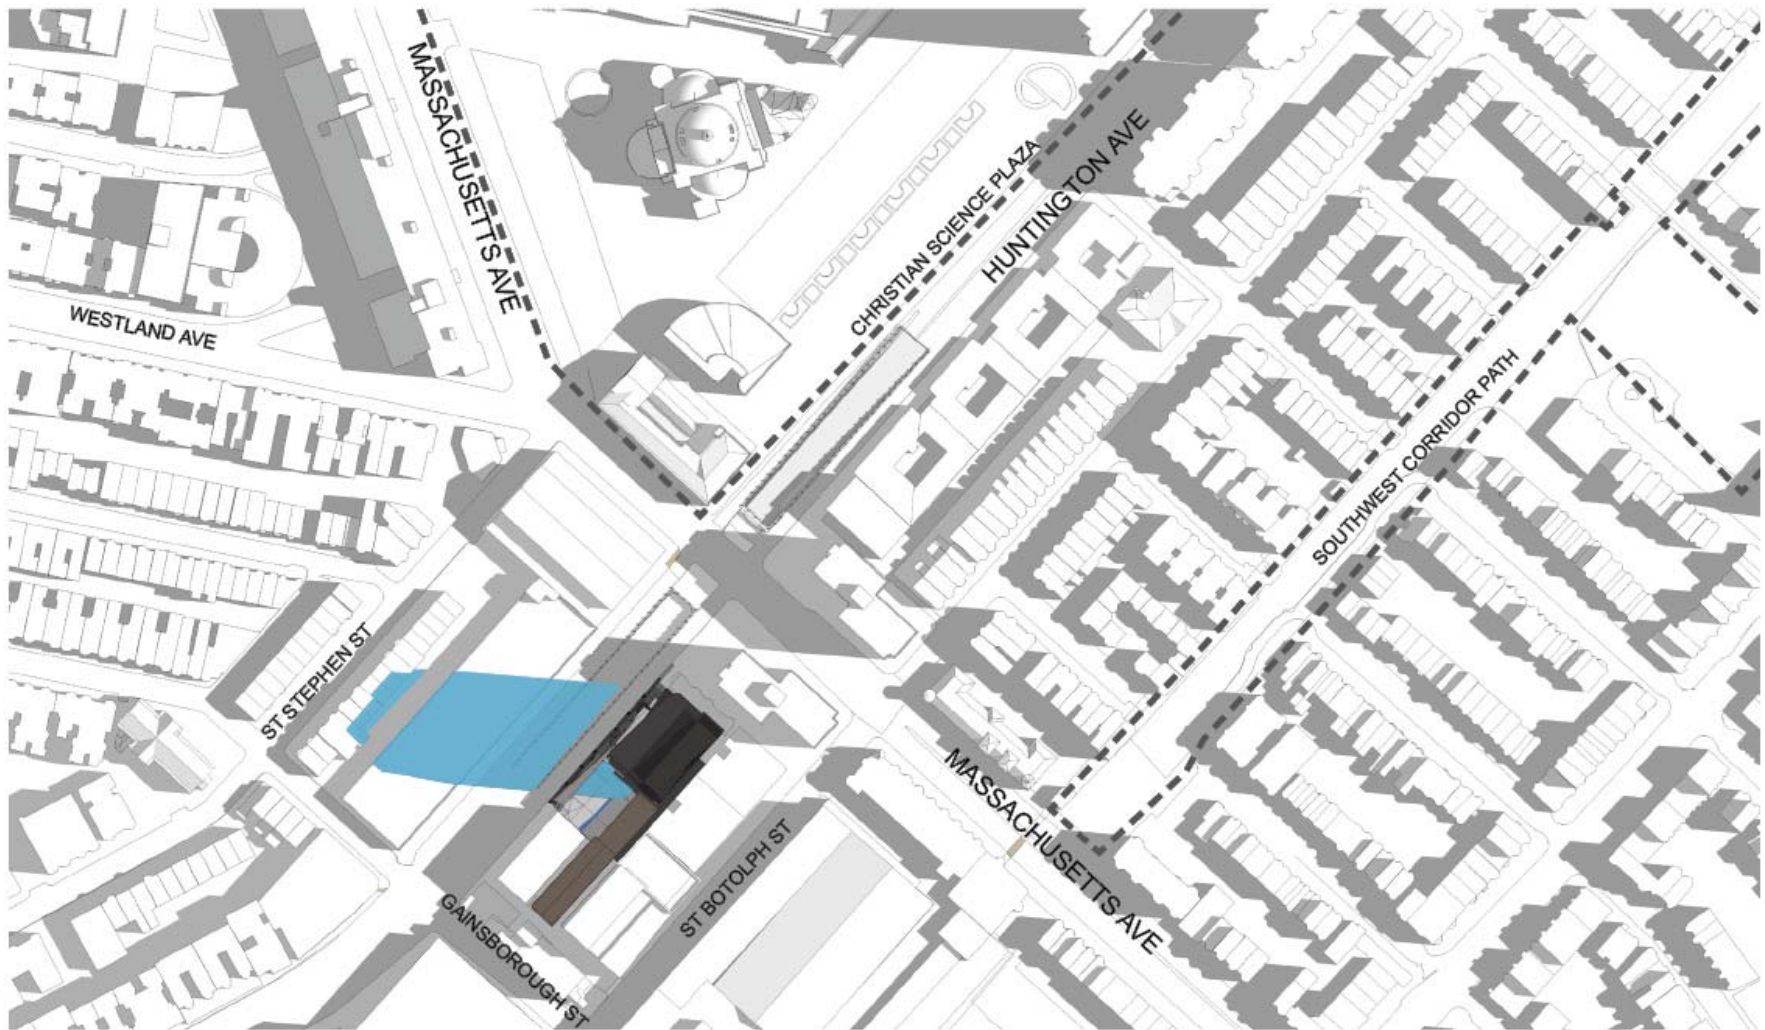 MASSACHUSETTS AVE
CHRISTIAN SCIENCE PLAZA
HUNTINGTON AVE
WESTLAND AVE
SOUTHWEST CORRIDOR PATH
ST STEPHEN ST
MASSACHUSETTS AVE
ST BOTOLPH ST
GAINSBOROUGH ST